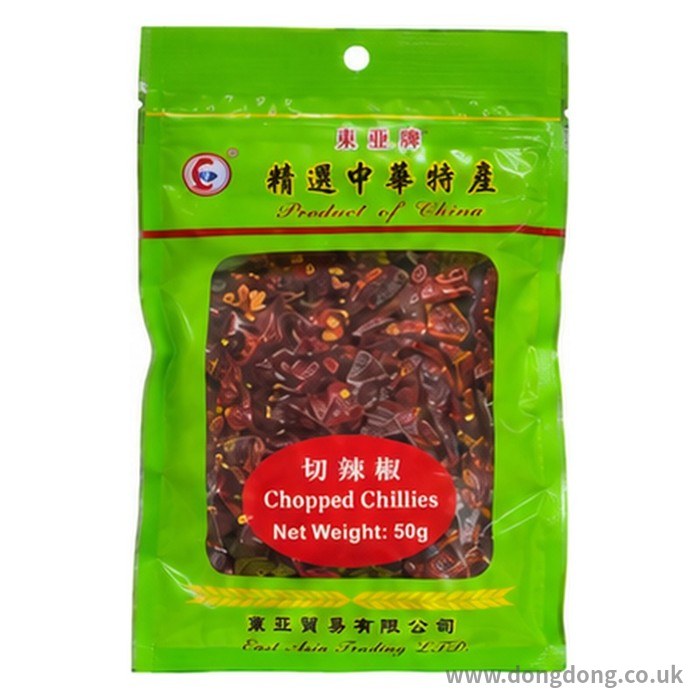 東亚牌
精選中華特產
Product of China
切辣椒
Chopped Chillies
Net Weight: 50g
東亚貿易有限公司
East Asia Trading LTD.
www.dongdong.co.uk